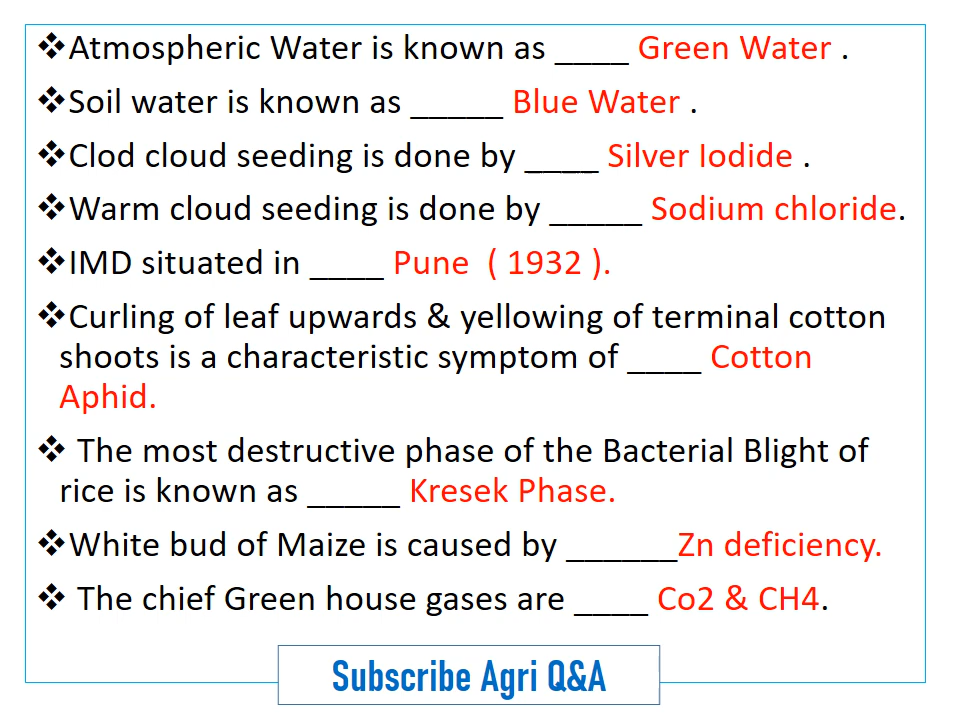 ❖Atmospheric Water is known as ____ Green Water .
❖Soil water is known as _____ Blue Water .
❖Clod cloud seeding is done by ____ Silver Iodide .
❖Warm cloud seeding is done by _____ Sodium chloride.
❖IMD situated in ____ Pune ( 1932 ).
❖Curling of leaf upwards & yellowing of terminal cotton
shoots is a characteristic symptom of ____ Cotton
Aphid.
❖ The most destructive phase of the Bacterial Blight of
rice is known as _____ Kresek Phase.
❖White bud of Maize is caused by ______Zn deficiency.
❖ The chief Green house gases are ____ Co2 & CH4.
Subscribe Agri Q&A